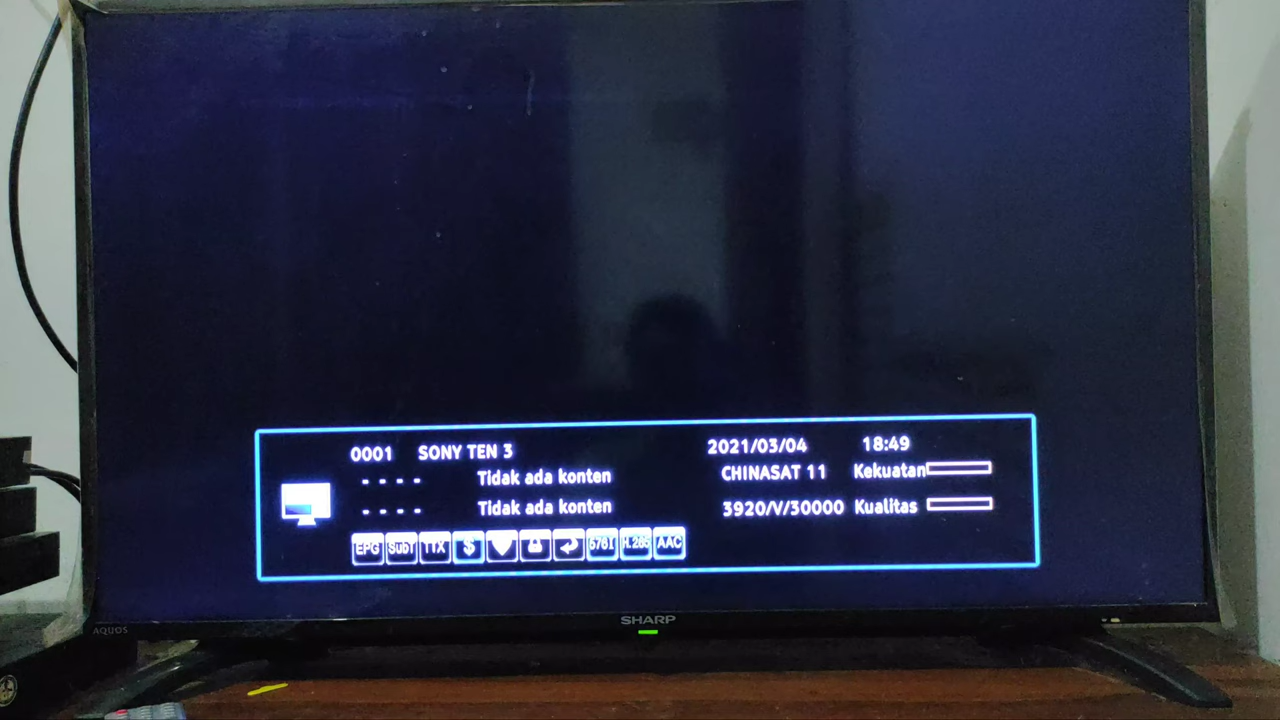 0001 SONY TEN 3 2021/03/04 18:49
- - - - Tidak ada konten CHINASAT 11 Kekuatan
- - - - Tidak ada konten 3920/V/30000 Kualitas
EPG SubT TTX $ 576I H.265 AAC
SHARP
AQUOS